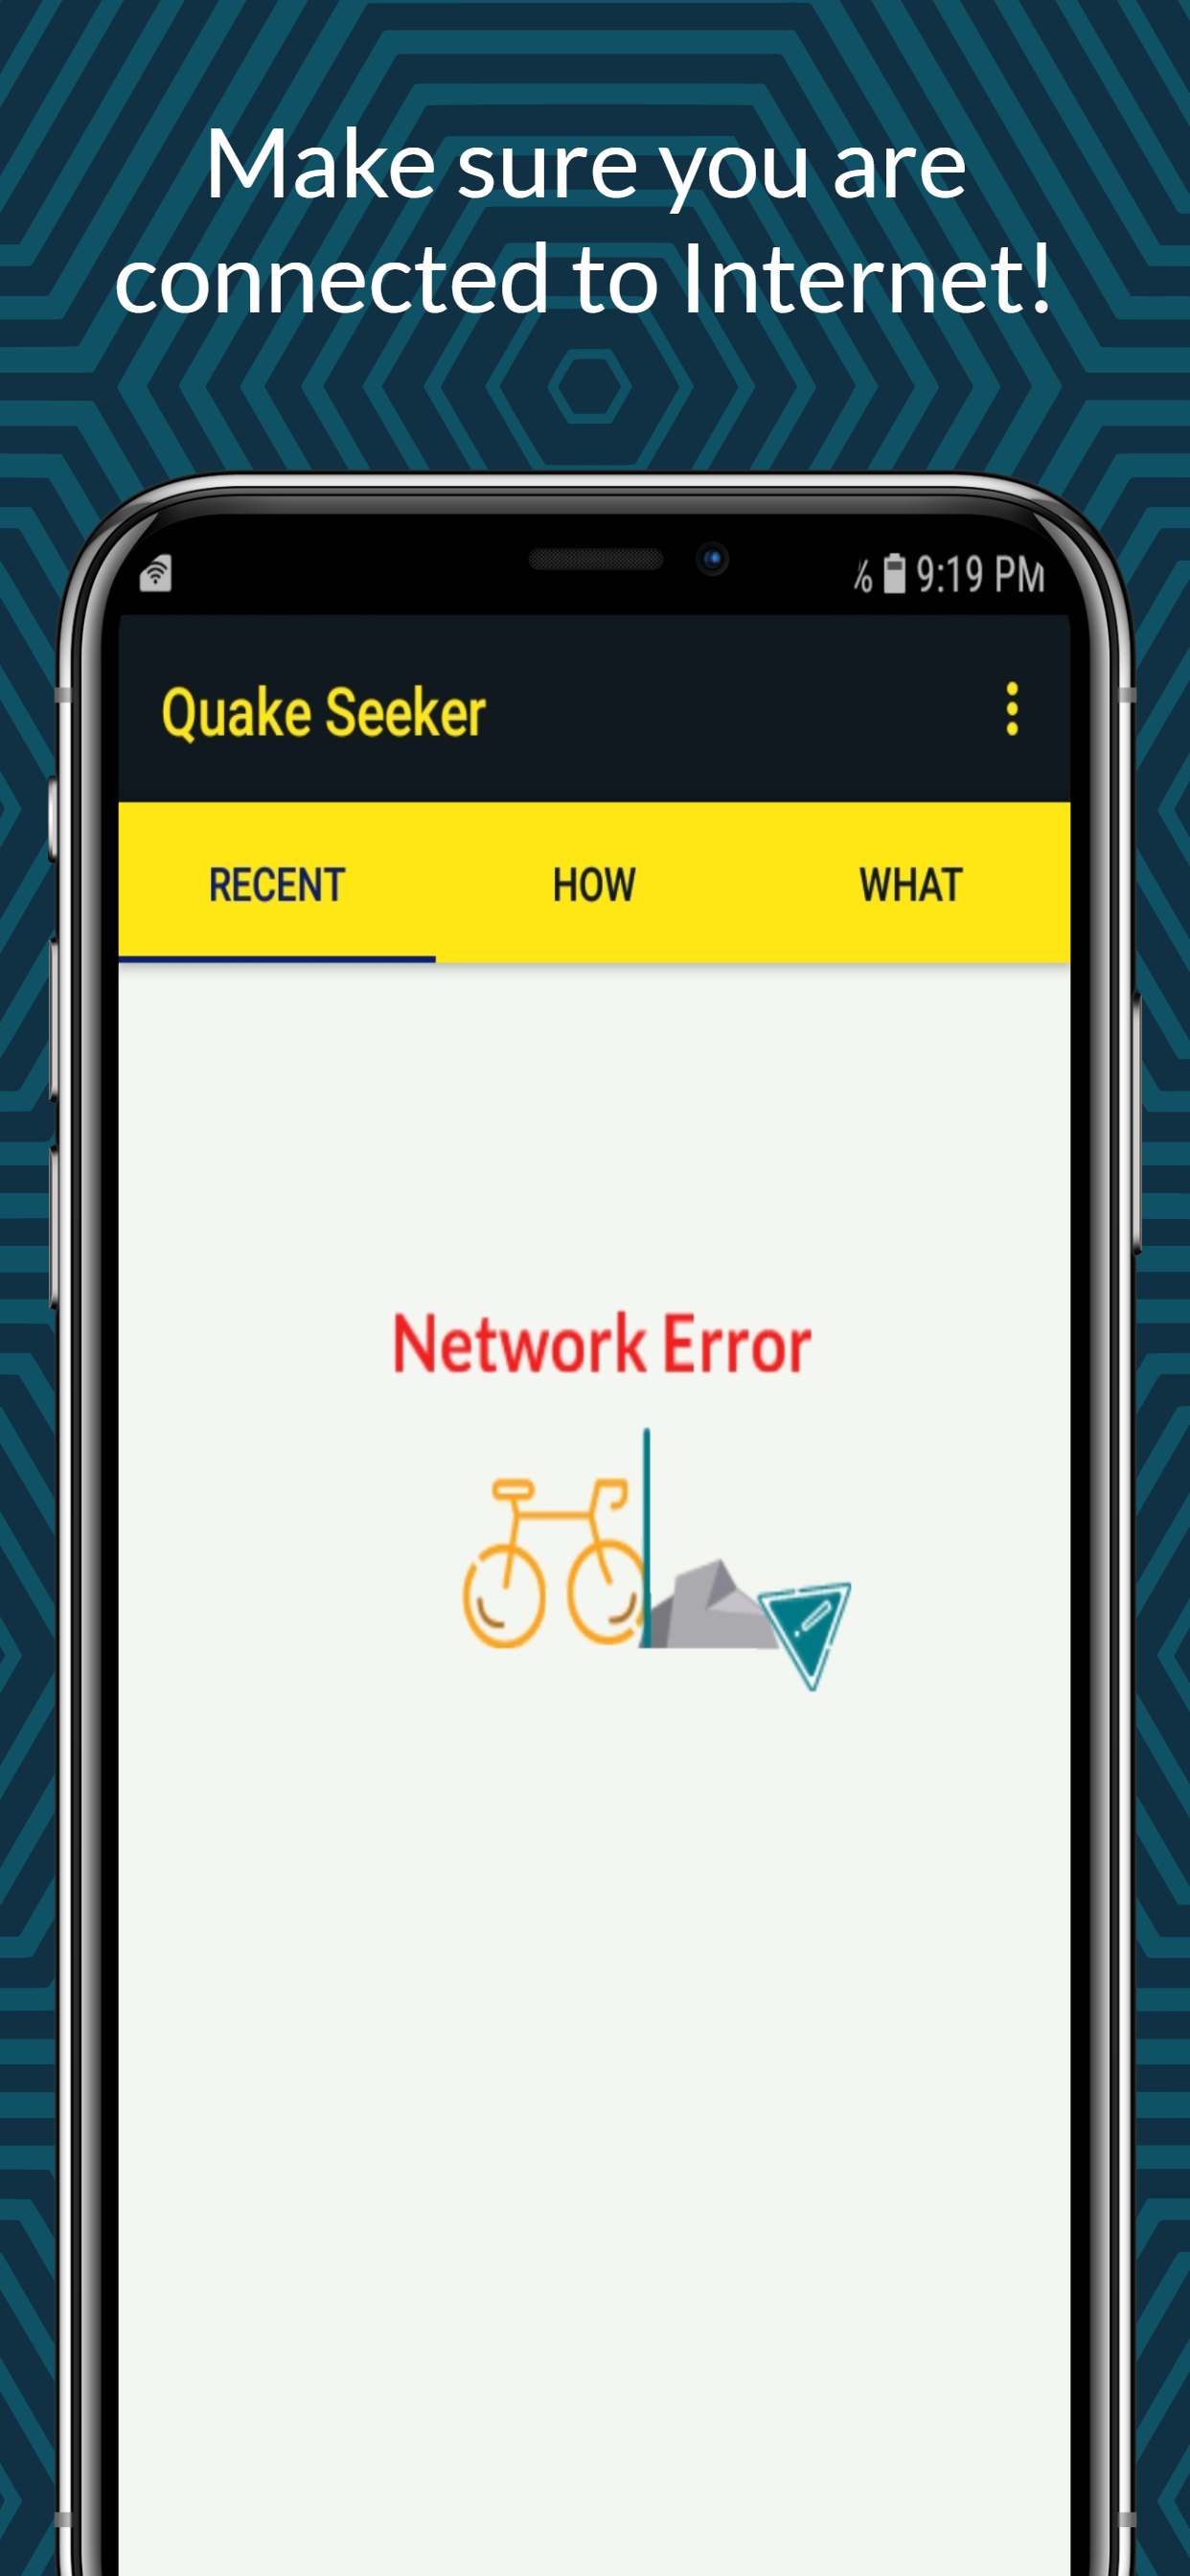 Make sure you are
connected to Internet!
% 9:19 PM
Quake Seeker
RECENT HOW WHAT
Network Error